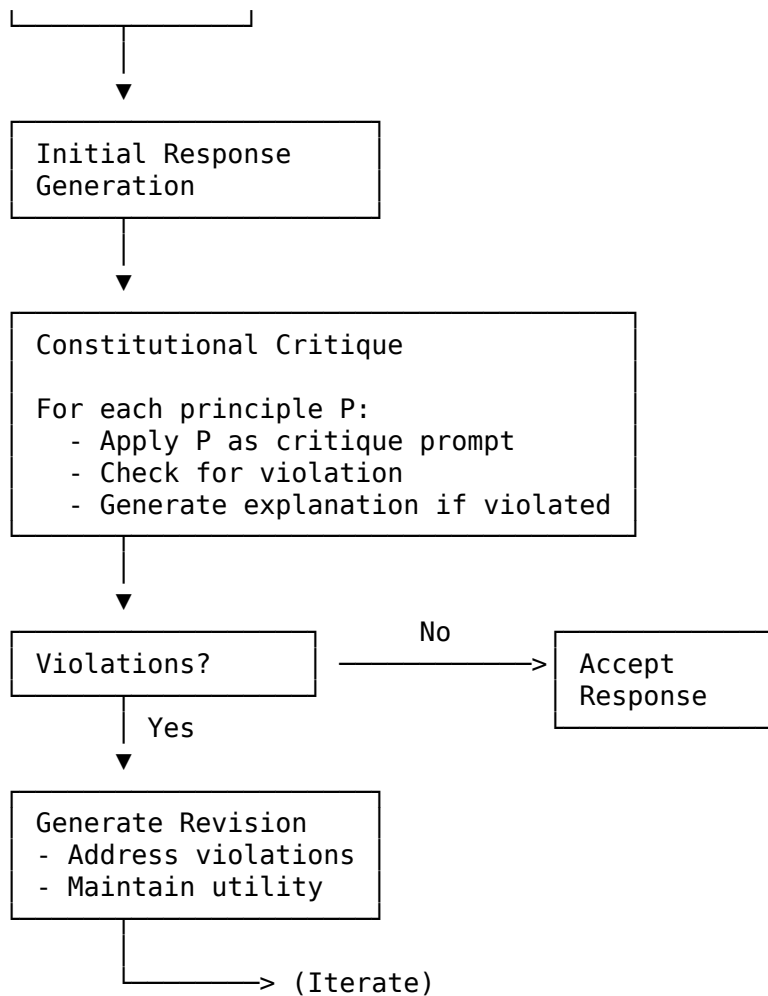 Initial Response
Generation
Constitutional Critique
For each principle P:
- Apply P as critique prompt
- Check for violation
- Generate explanation if violated
No
Violations?
Accept
Response
Yes
Generate Revision
- Address violations
- Maintain utility
(Iterate)